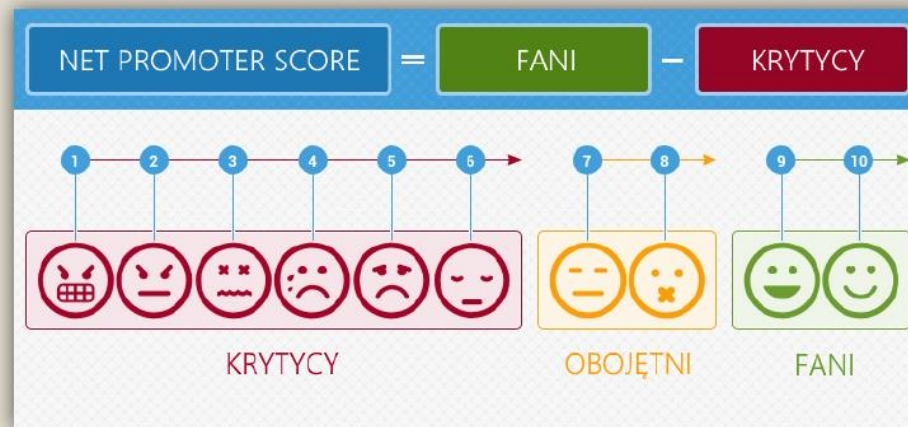 NET PROMOTER SCORE = FANI – KRYTYCY
1 2 3 4 5 6 7 8 9 10
KRYTYCY OBOJĘTNI FANI